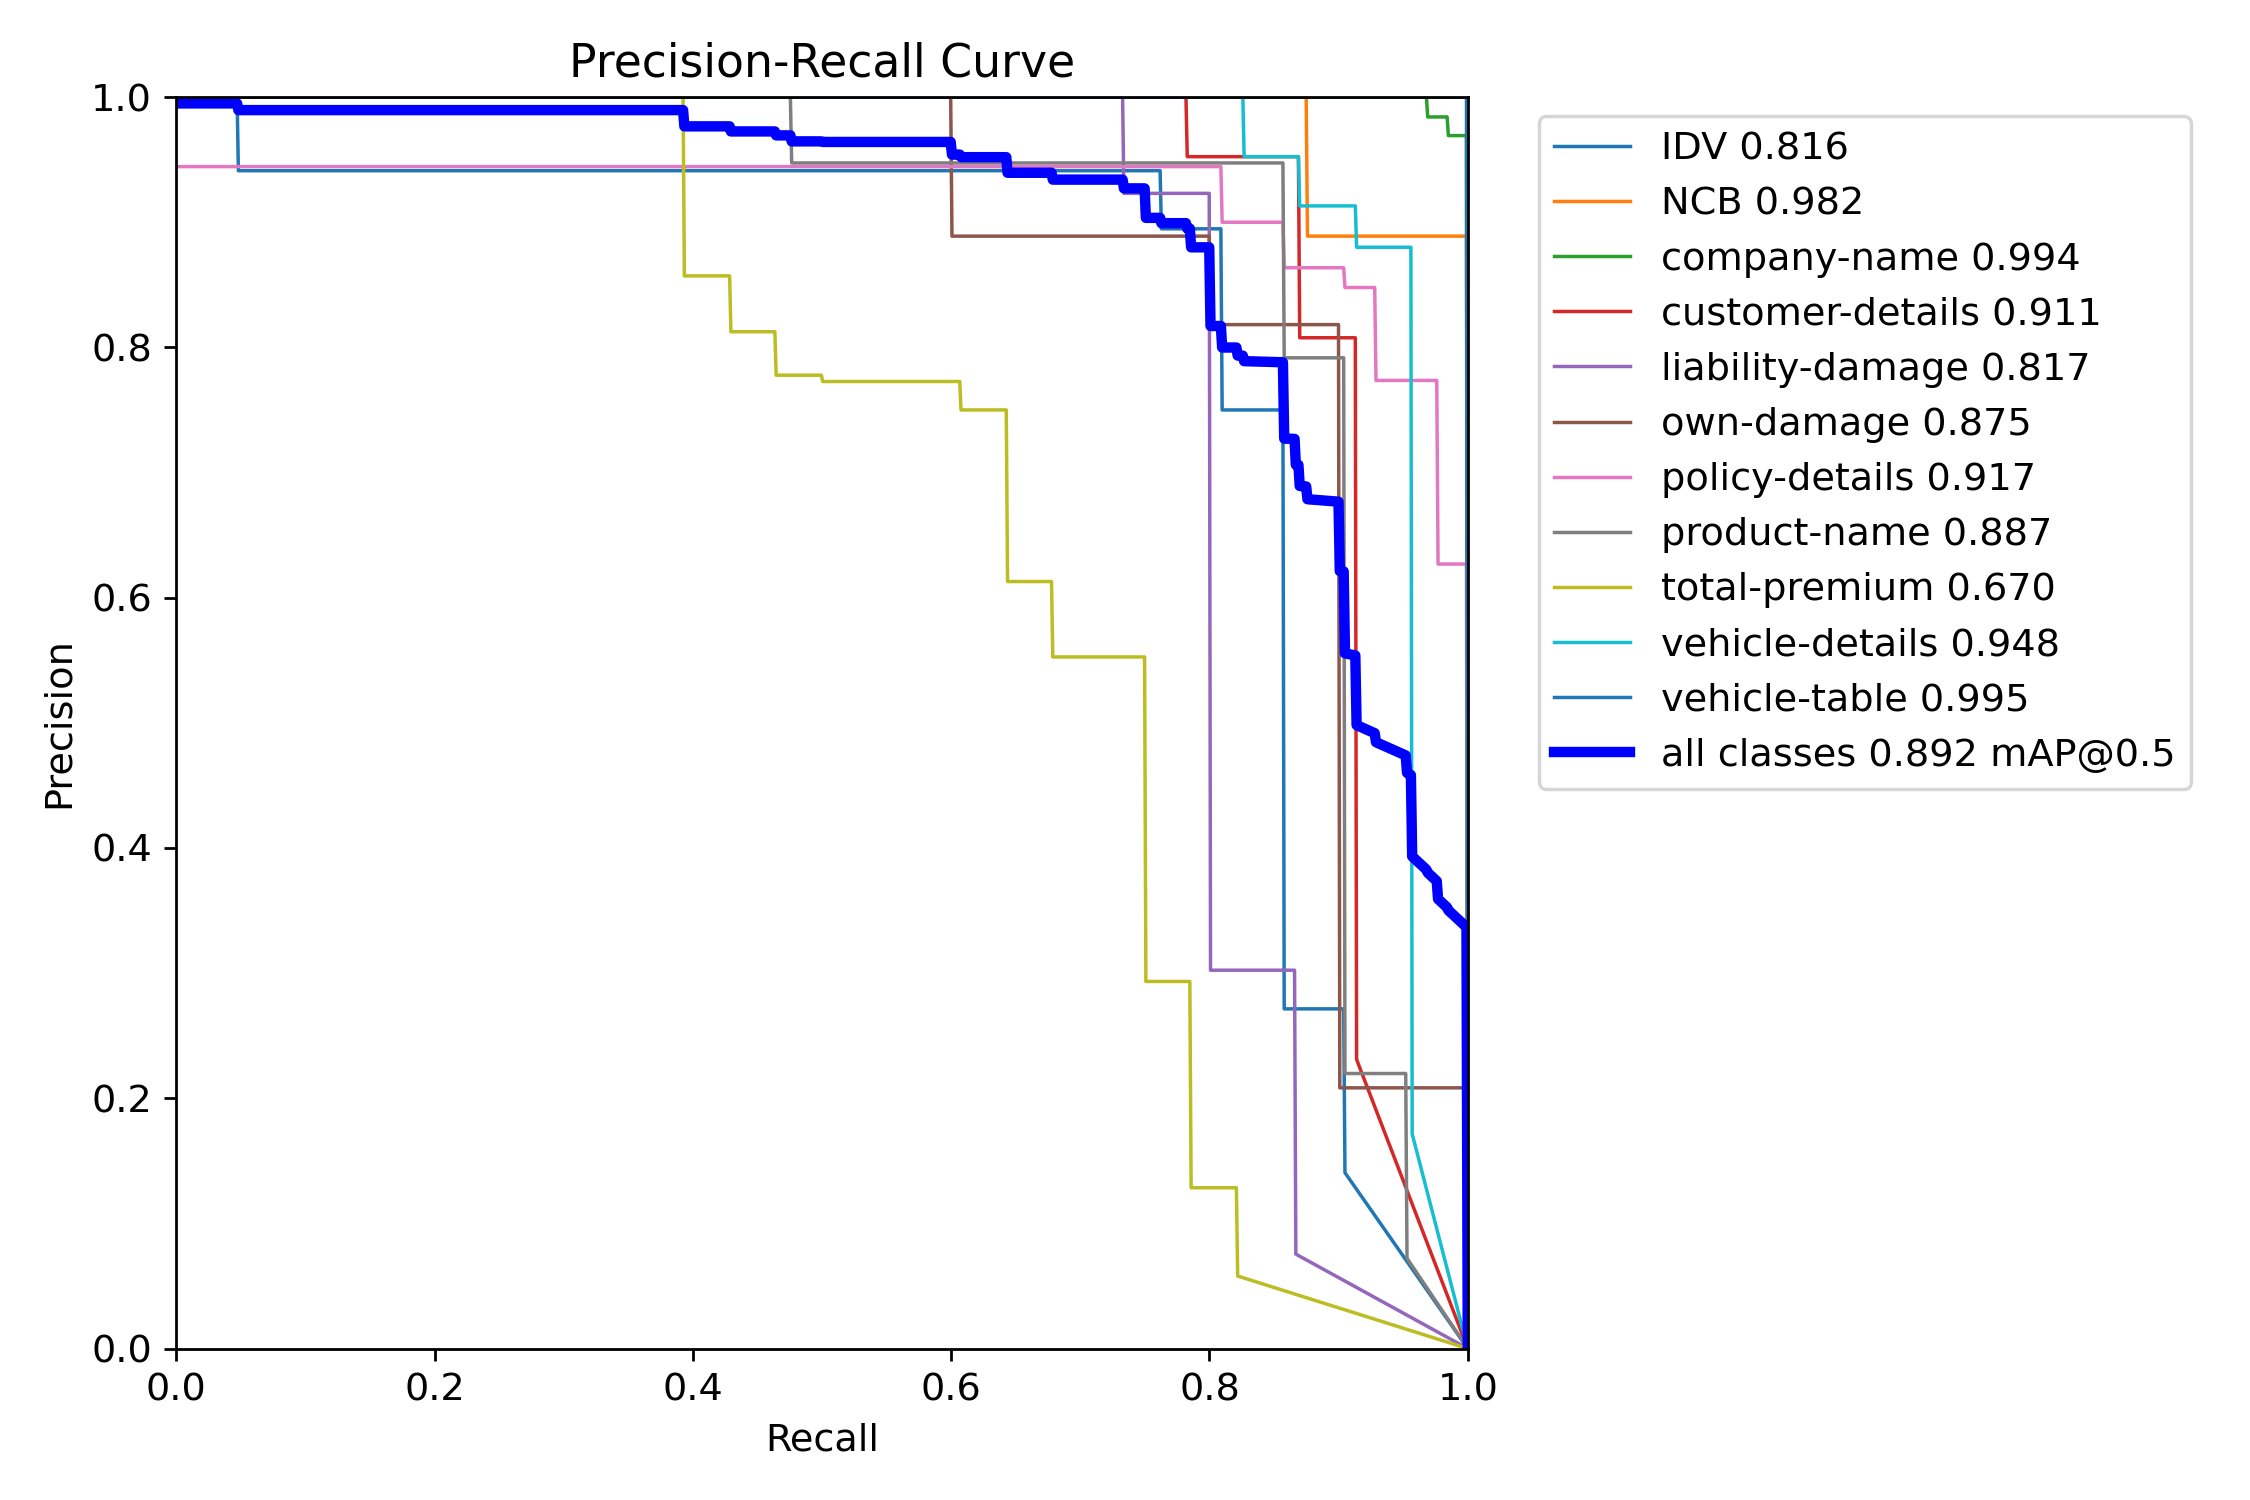 Precision-Recall Curve
1.0
0.8
0.6
0.4
0.2
0.0
Precision
0.0 0.2 0.4 0.6 0.8 1.0
Recall
IDV 0.816
NCB 0.982
company-name 0.994
customer-details 0.911
liability-damage 0.817
own-damage 0.875
policy-details 0.917
product-name 0.887
total-premium 0.670
vehicle-details 0.948
vehicle-table 0.995
all classes 0.892 mAP@0.5